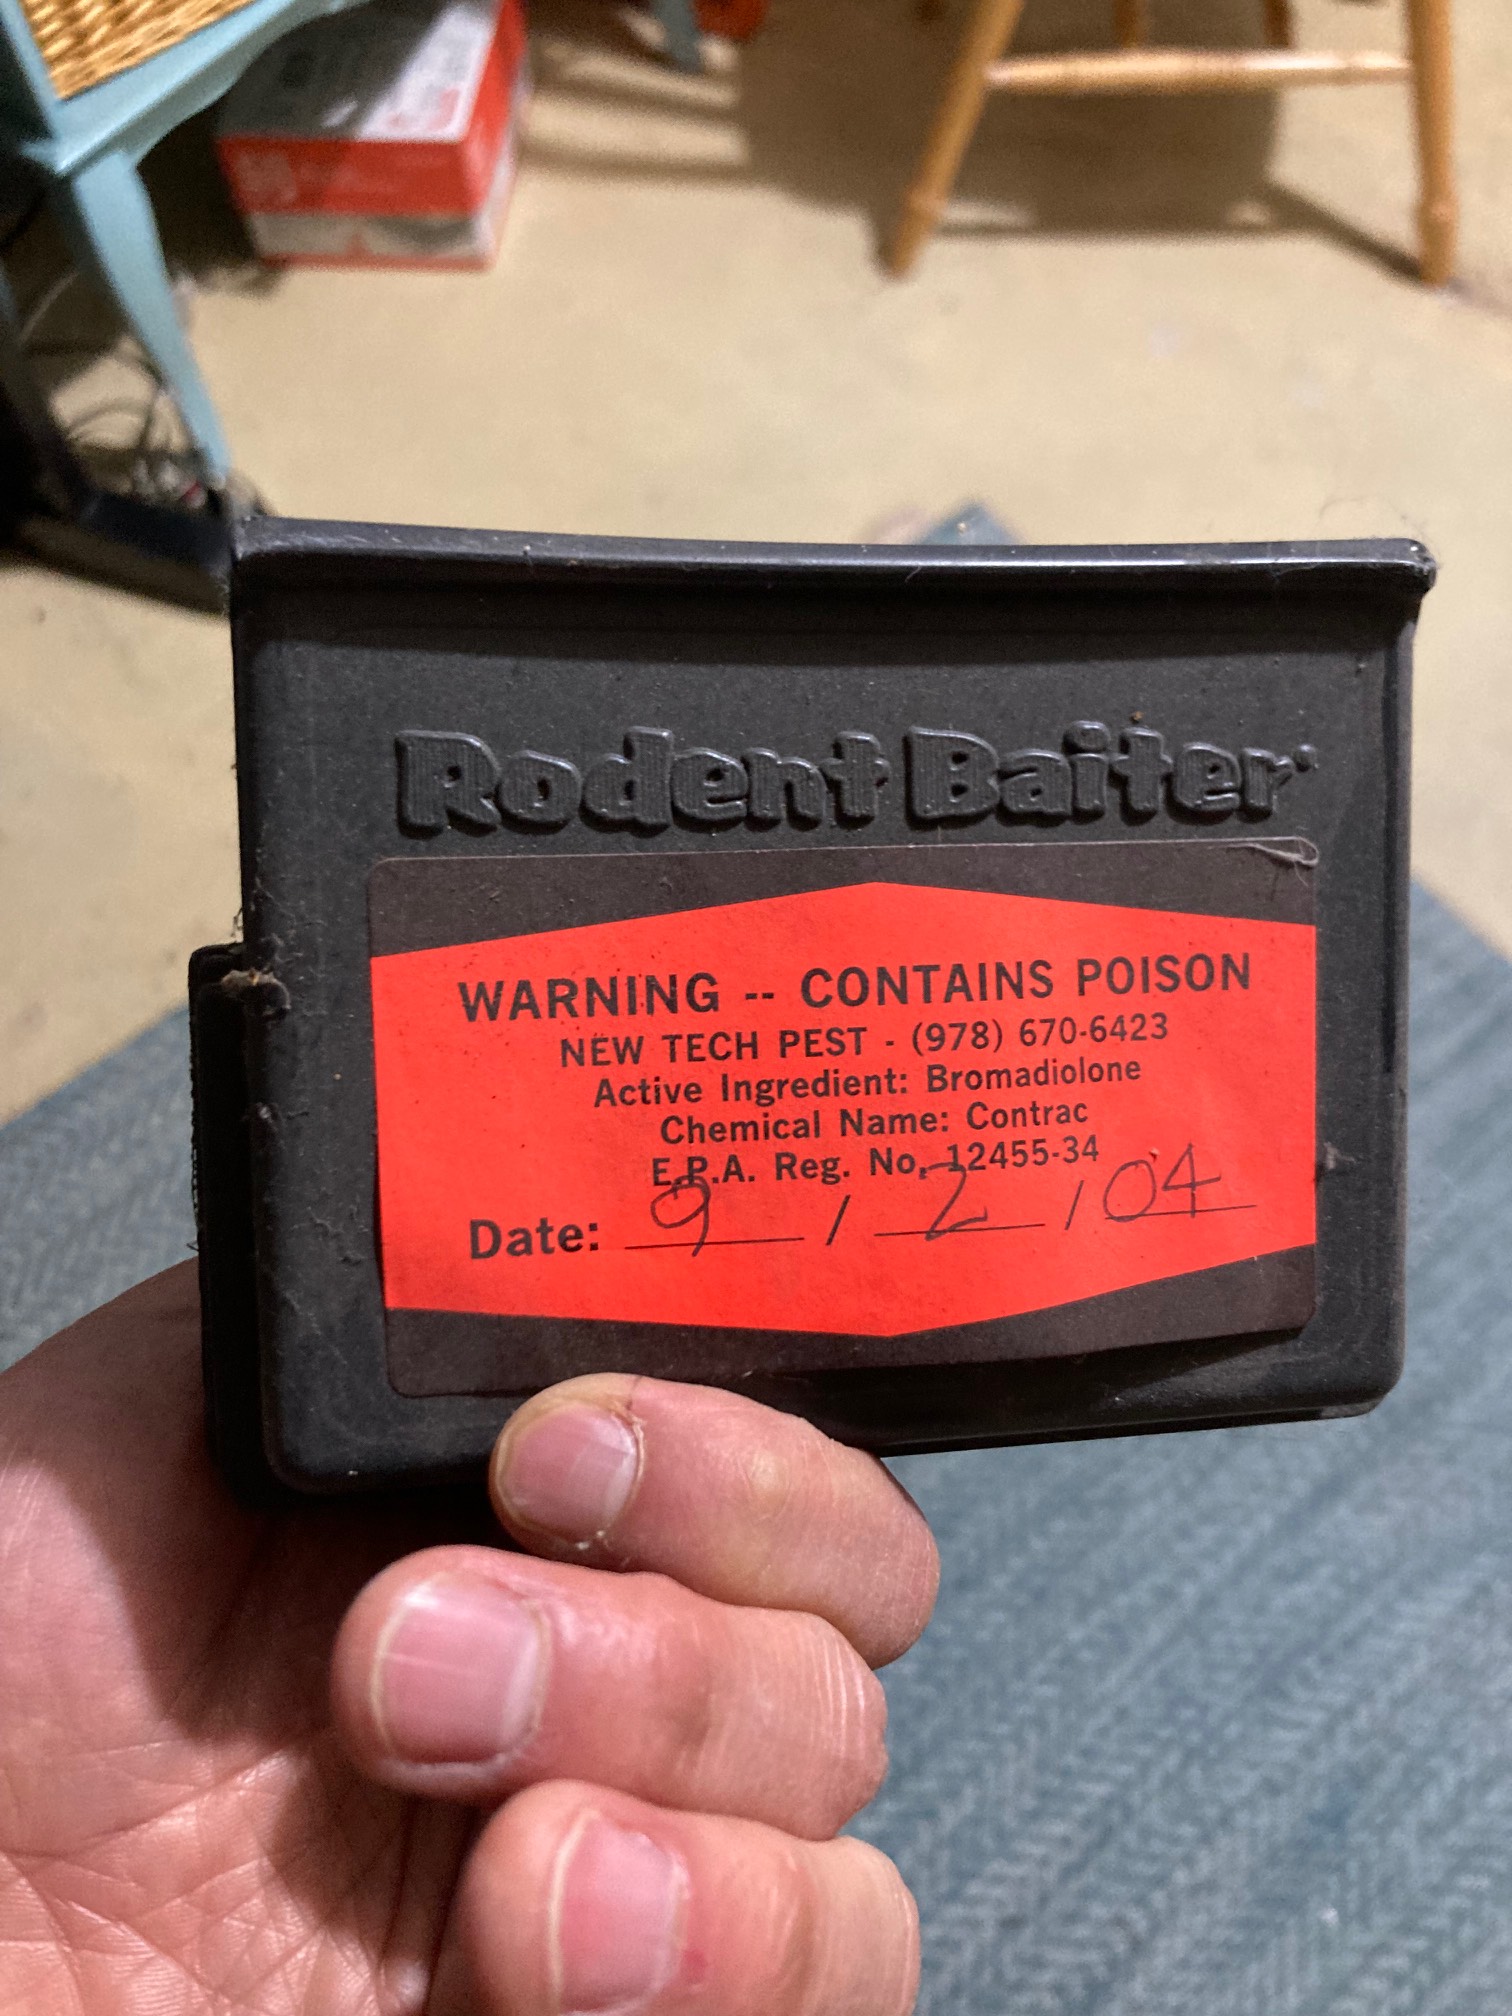 Rodent Baiter
WARNING -- CONTAINS POISON
NEW TECH PEST - (978) 670-6423
Active Ingredient: Bromadiolone
Chemical Name: Contrac
E.P.A. Reg. No. 12455-34
Date: 9 / 2 / 04